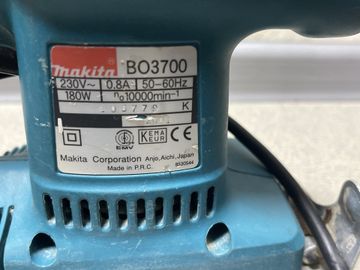 makita BO3700
230V~ 0.8A 50-60Hz
180W n₀10000min⁻¹
K
EMV
KEMA
KEUR
CE
Makita Corporation Anjo, Aichi, Japan
Made in P.R.C.